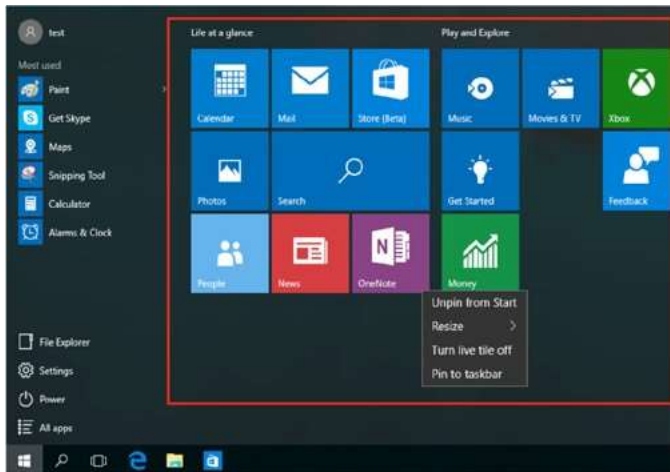 test
Most used
Paint
Get Skype
Maps
Snipping Tool
Calculator
Alarms & Clock
File Explorer
Settings
Power
All apps
Life at a glance
Calendar
Mail
Store (Beta)
Photos
Search
People
News
N
OneNote
Play and Explore
Music
Movies & TV
Xbox
Get Started
Feedback
Money
Unpin from Start
Resize
Turn live tile off
Pin to taskbar